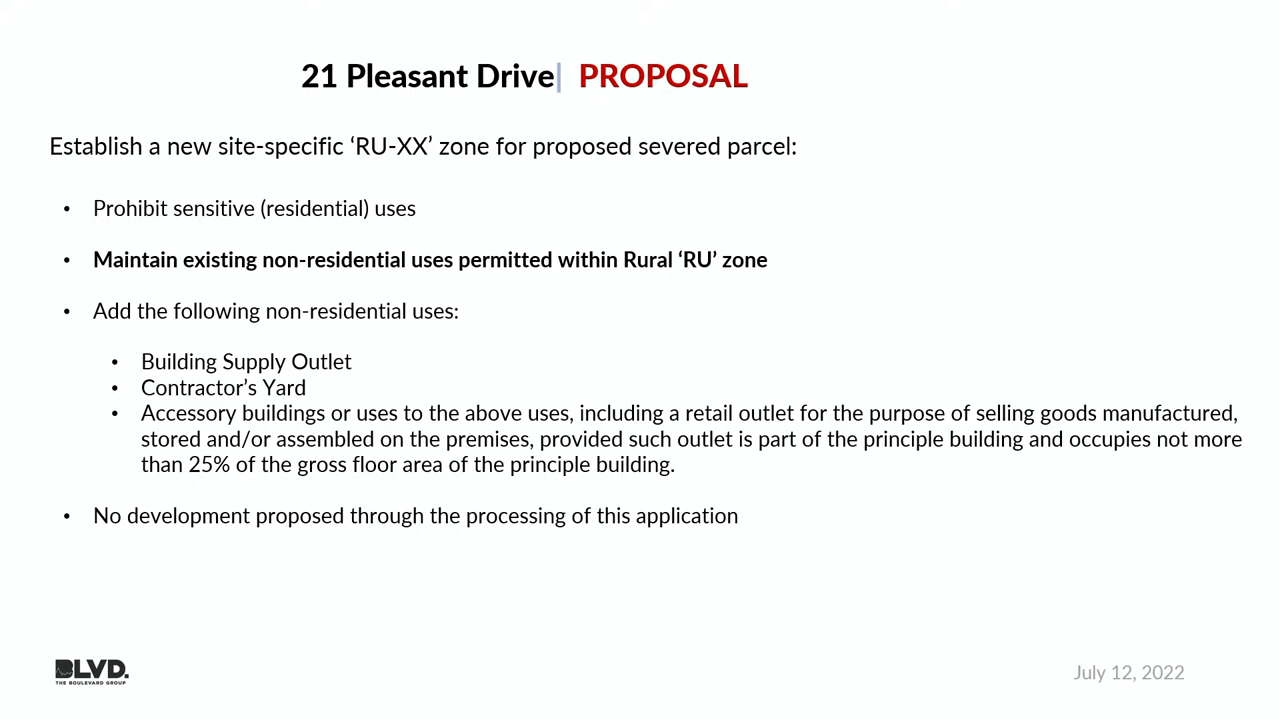 21 Pleasant Drive| PROPOSAL
Establish a new site-specific ‘RU-XX’ zone for proposed severed parcel:
• Prohibit sensitive (residential) uses
• Maintain existing non-residential uses permitted within Rural ‘RU’ zone
• Add the following non-residential uses:
• Building Supply Outlet
• Contractor’s Yard
• Accessory buildings or uses to the above uses, including a retail outlet for the purpose of selling goods manufactured,
stored and/or assembled on the premises, provided such outlet is part of the principle building and occupies not more
than 25% of the gross floor area of the principle building.
• No development proposed through the processing of this application
BLVD.
THE BOULEVARD GROUP
July 12, 2022